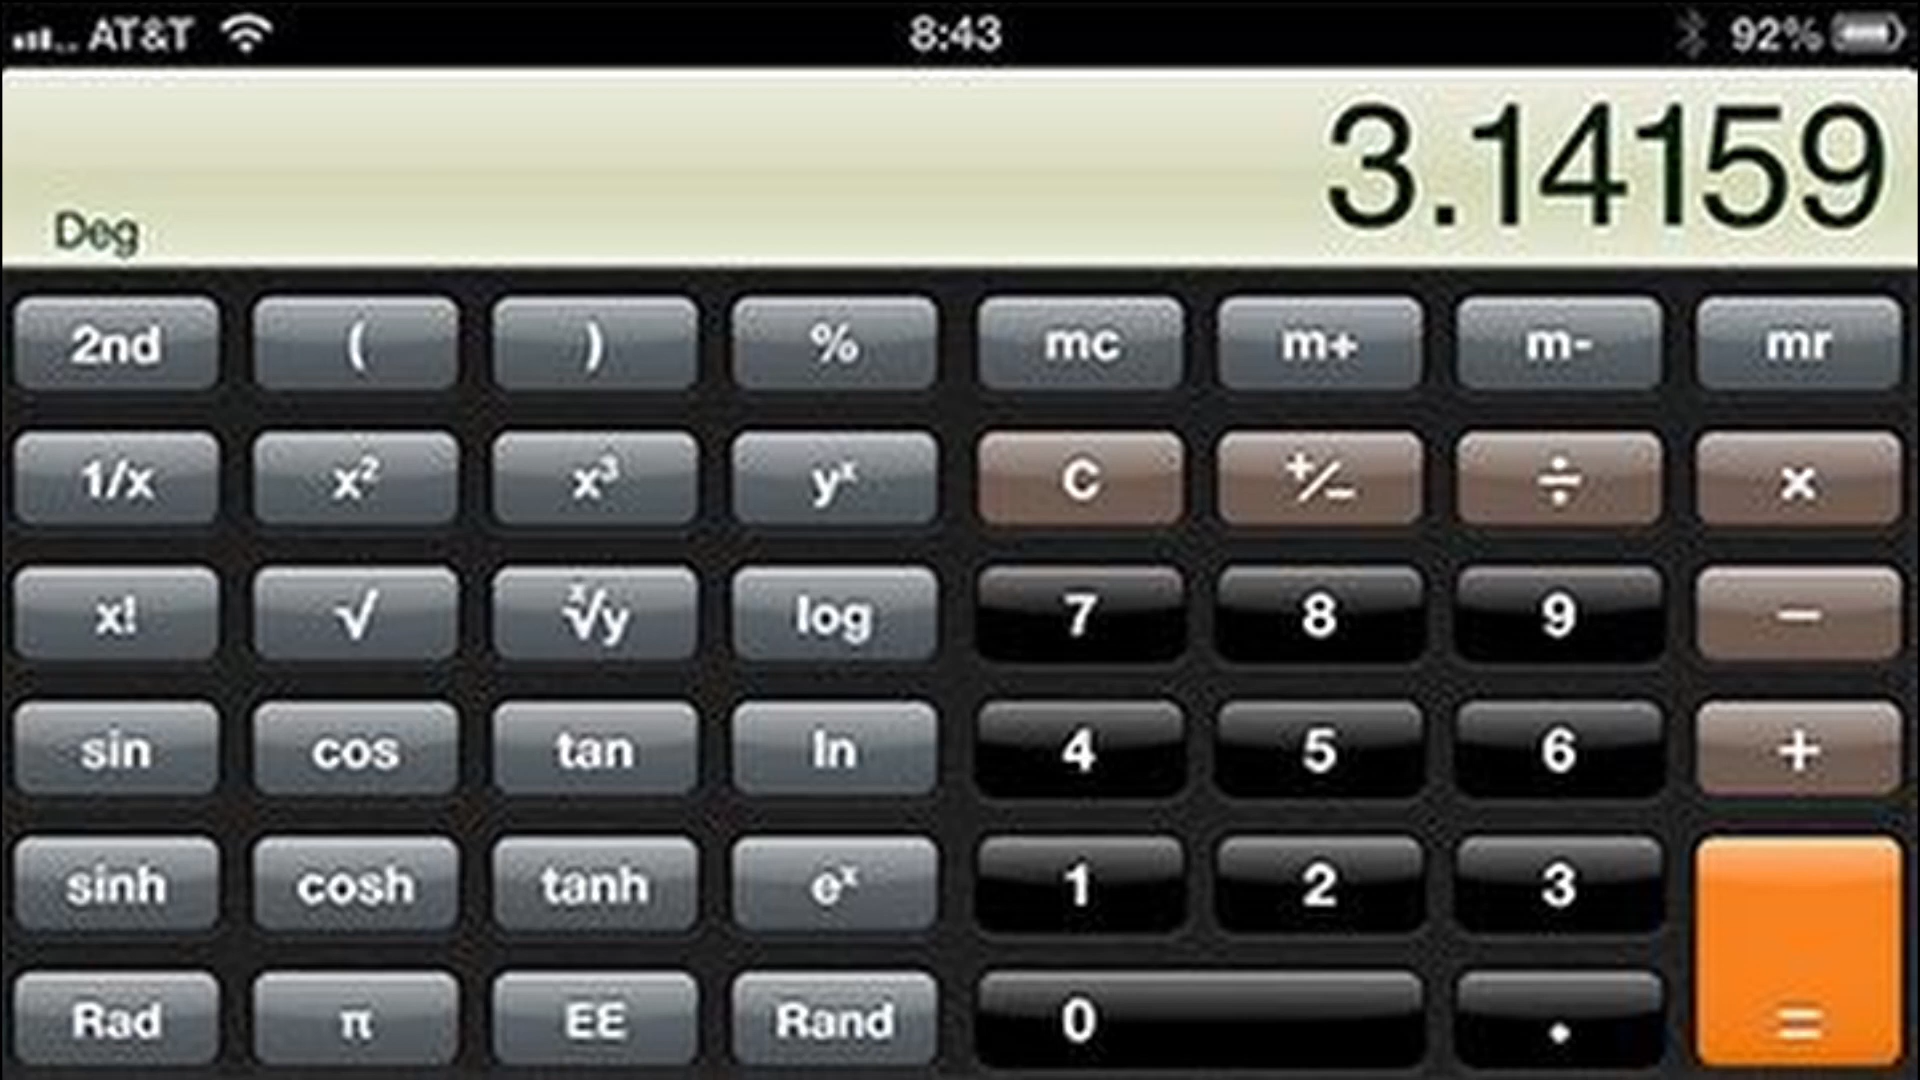 AT&T 8:43 92%
3.14159
Deg
2nd ( ) % mc m+ m- mr
1/x x² x³ yˣ C +/− ÷ ×
x! √ ˣ√y log 7 8 9 −
sin cos tan ln 4 5 6 +
sinh cosh tanh eˣ 1 2 3
Rad π EE Rand 0 . =